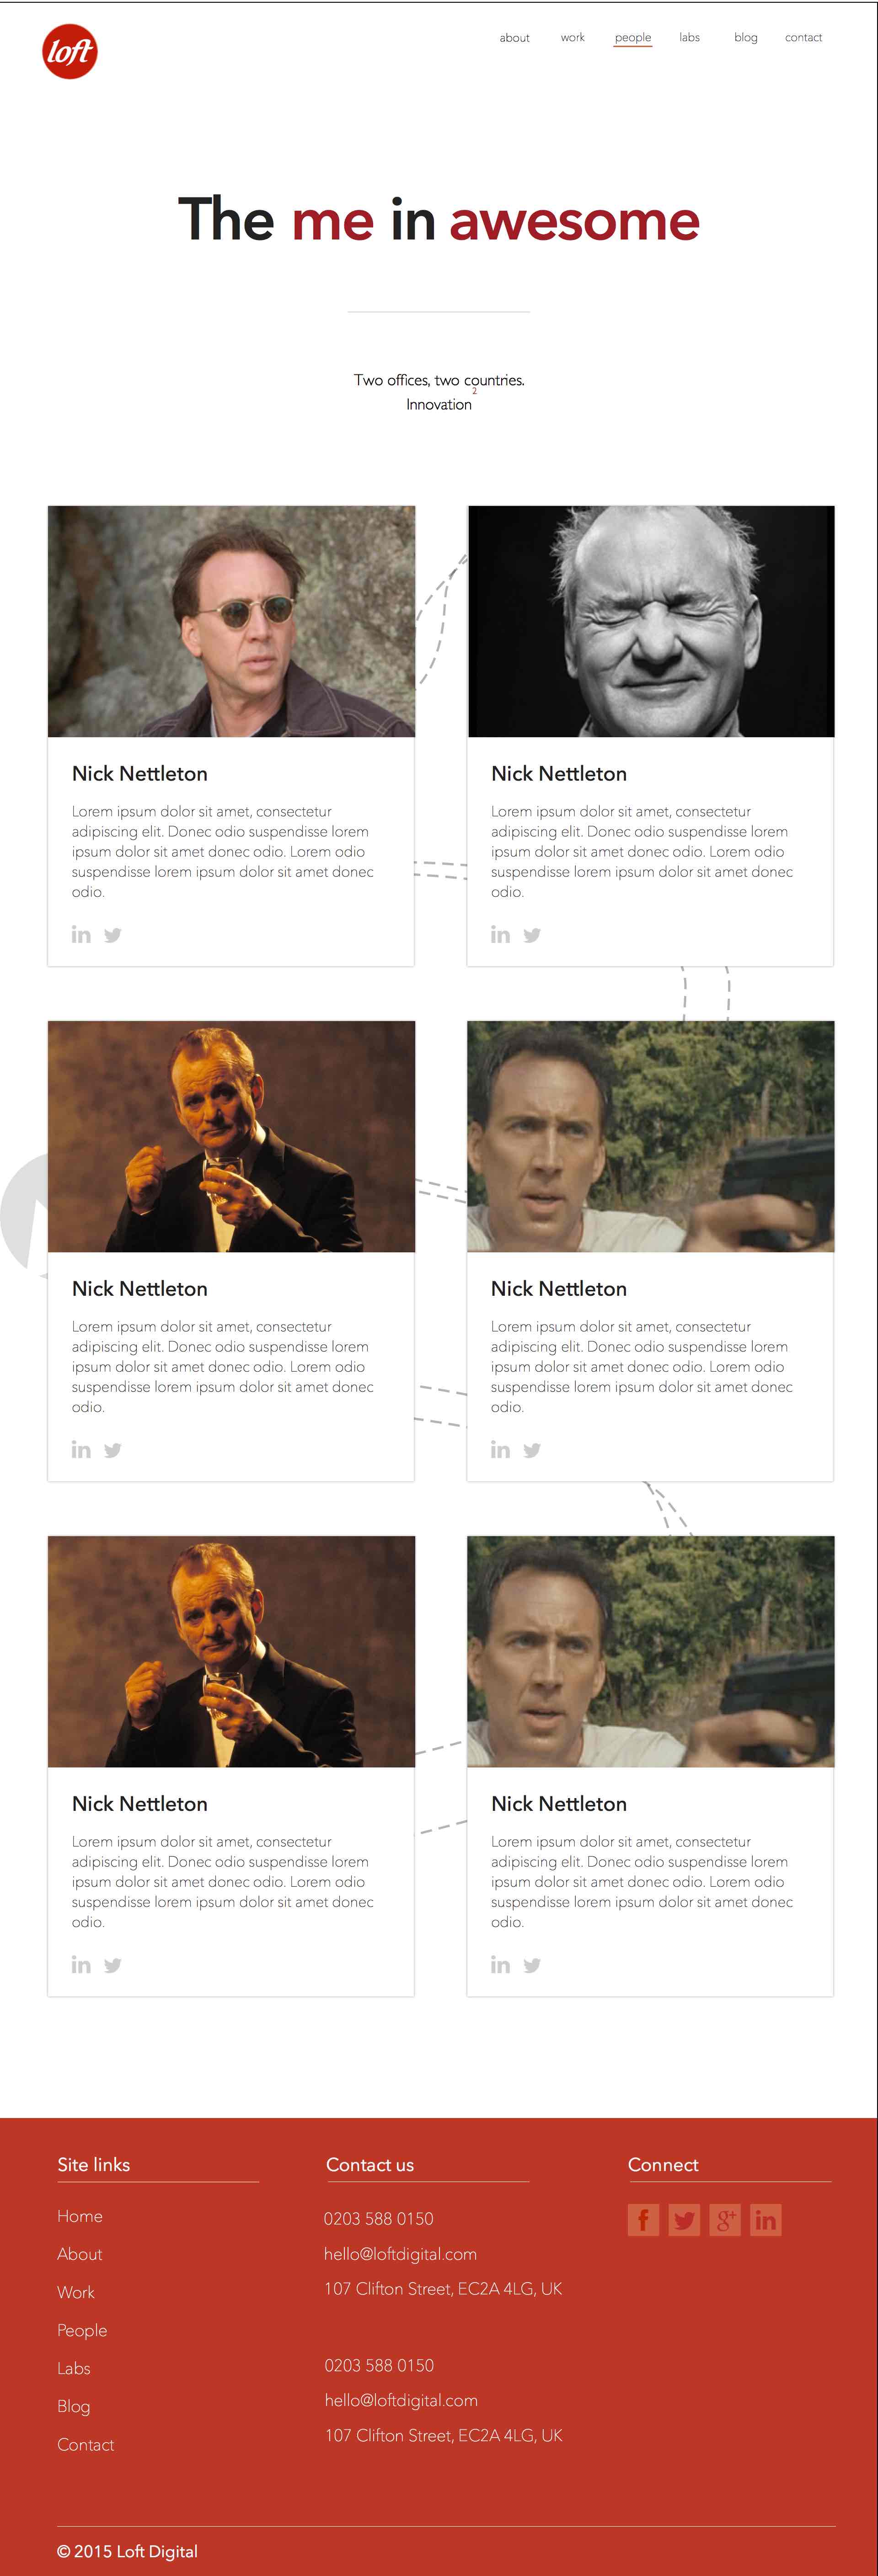 loft
about work people labs blog contact
The me in awesome
Two offices, two countries.
Innovation2
Nick Nettleton
Lorem ipsum dolor sit amet, consectetur
adipiscing elit. Donec odio suspendisse lorem
ipsum dolor sit amet donec odio. Lorem odio
suspendisse lorem ipsum dolor sit amet donec
odio.
in
Nick Nettleton
Lorem ipsum dolor sit amet, consectetur
adipiscing elit. Donec odio suspendisse lorem
ipsum dolor sit amet donec odio. Lorem odio
suspendisse lorem ipsum dolor sit amet donec
odio.
in
Nick Nettleton
Lorem ipsum dolor sit amet, consectetur
adipiscing elit. Donec odio suspendisse lorem
ipsum dolor sit amet donec odio. Lorem odio
suspendisse lorem ipsum dolor sit amet donec
odio.
in
Nick Nettleton
Lorem ipsum dolor sit amet, consectetur
adipiscing elit. Donec odio suspendisse lorem
ipsum dolor sit amet donec odio. Lorem odio
suspendisse lorem ipsum dolor sit amet donec
odio.
in
Nick Nettleton
Lorem ipsum dolor sit amet, consectetur
adipiscing elit. Donec odio suspendisse lorem
ipsum dolor sit amet donec odio. Lorem odio
suspendisse lorem ipsum dolor sit amet donec
odio.
in
Nick Nettleton
Lorem ipsum dolor sit amet, consectetur
adipiscing elit. Donec odio suspendisse lorem
ipsum dolor sit amet donec odio. Lorem odio
suspendisse lorem ipsum dolor sit amet donec
odio.
in
Site links
Home
About
Work
People
Labs
Blog
Contact
Contact us
0203 588 0150
hello@loftdigital.com
107 Clifton Street, EC2A 4LG, UK
0203 588 0150
hello@loftdigital.com
107 Clifton Street, EC2A 4LG, UK
Connect
f g+ in
© 2015 Loft Digital